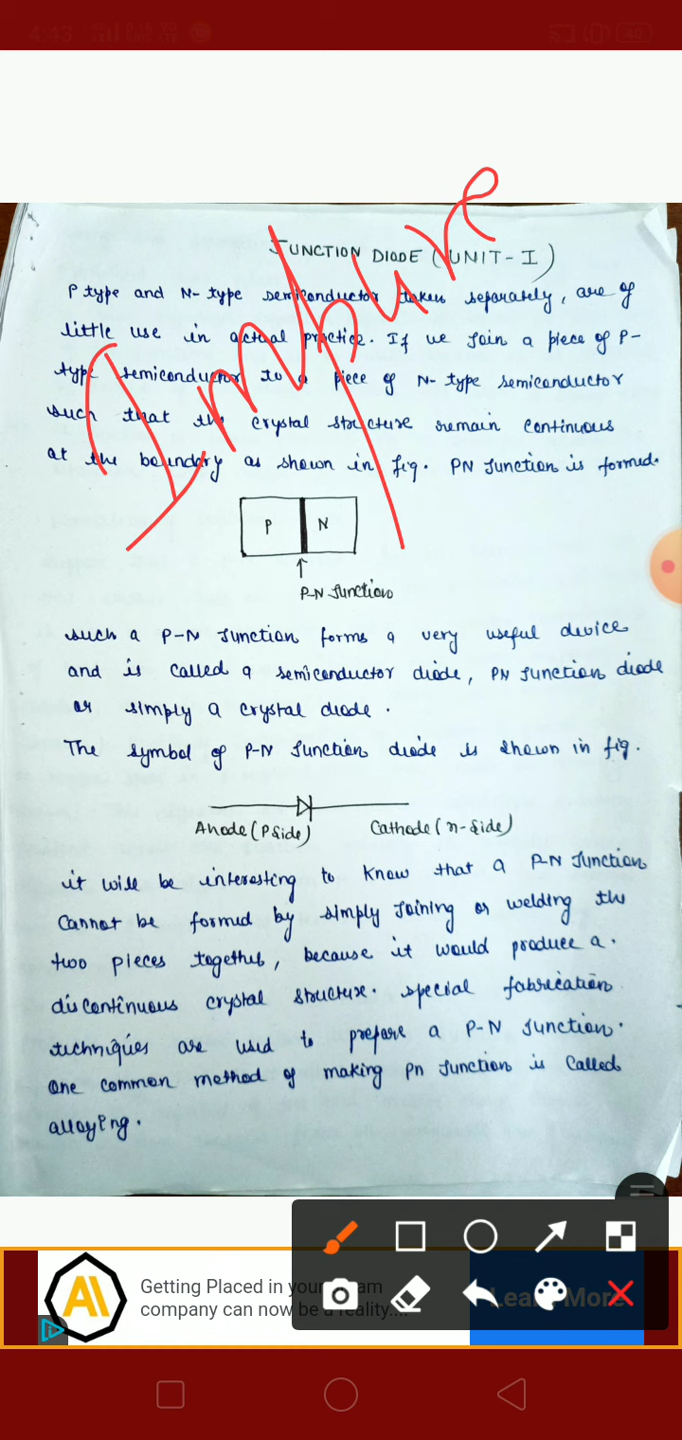 4:43
40
JUNCTION DIODE (UNIT-I)
P type and N-type semiconductor taken separately, are of
little use in actual practice. If we Join a piece of P-
type semiconductor to a piece of N-type semiconductor
such that the crystal structure remain continuous
at the boundary as shown in fig. PN Junction is formed.
Impure
P N
P-N Junction
such a P-N Junction forms a very useful device
and is called a semiconductor diode, PN Junction diode
or simply a crystal diode.
The symbol of P-N Junction diode is shown in fig.
Anode (P side) Cathode (n-side)
it will be interesting to know that a P-N Junction
Cannot be formed by simply Joining or welding the
two pieces together, because it would produce a.
discontinuous crystal structure. special fabrication
techniques are used to prepare a P-N Junction.
One common method of making Pn Junction is called
alloying.
Getting Placed in your
company can now be a reality...
Learn More